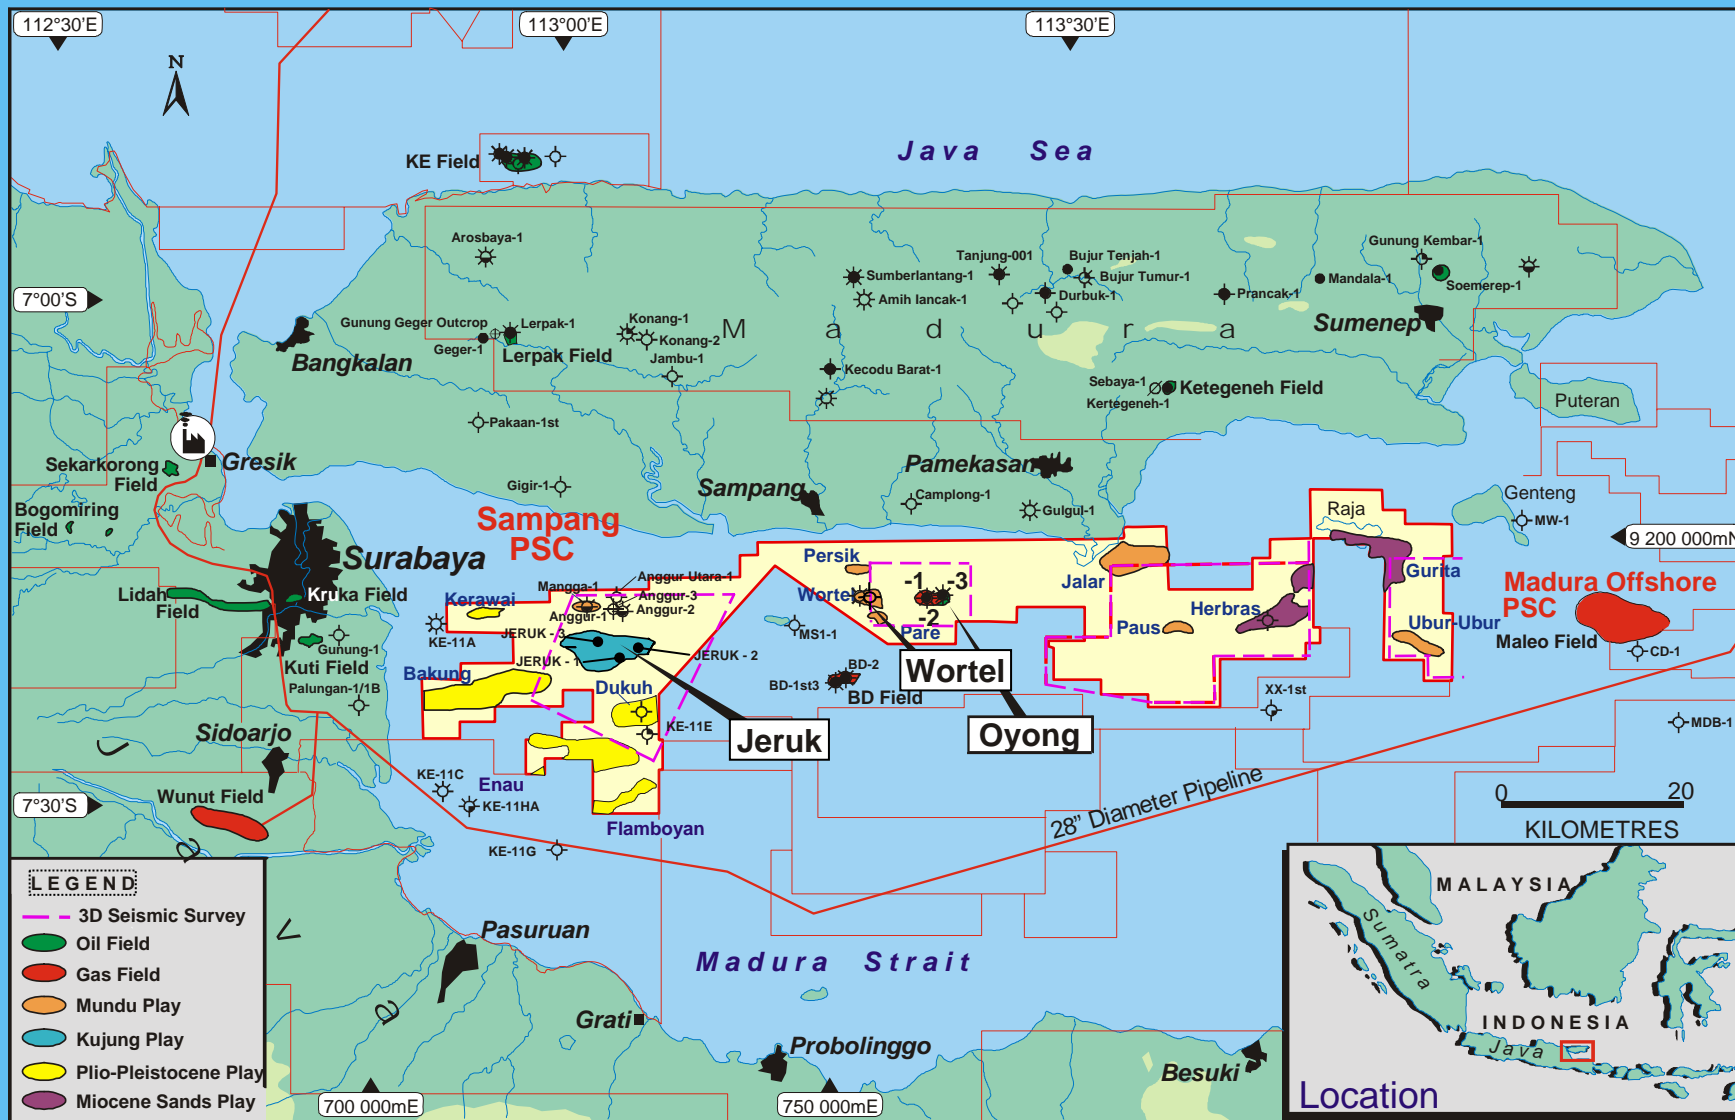 112°30'E
113°00'E
113°30'E
N
Java Sea
KE Field
Arosbaya-1
Gunung Kembar-1
Tanjung-001
Bujur Tenjah-1
Sumberlantang-1
Bujur Tumur-1
Mandala-1
7°00'S
Amih lancak-1
Durbuk-1
Prancak-1
Soemerep-1
Gunung Geger Outcrop
Lerpak-1
Konang-1
Madura
Sumenep
Geger-1
Lerpak Field
Konang-2
Bangkalan
Jambu-1
Kecodu Barat-1
Sebaya-1
Ketegeneh Field
Kertegeneh-1
Puteran
Pakaan-1st
Gresik
Sekarkorong
Field
Pamekasan
Gigir-1
Sampang
Camplong-1
Genteng
Bogomiring
Field
Gulgul-1
Raja
MW-1
Sampang
PSC
9 200 000mN
Surabaya
Persik
Jalar
Gurita
Madura Offshore
PSC
Mangga-1
Anggur Utara-1
-1
-3
Lidah
Field
Kruka Field
Kerawai
Anggur-3
Wortel
Herbras
Anggur-1
Anggur-2
-2
Ubur-Ubur
KE-11A
JERUK - 3
MS1-1
Pare
Paus
Maleo Field
Gunung-1
Kuti Field
JERUK - 1
JERUK - 2
CD-1
Wortel
Bakung
BD-2
Palungan-1/1B
Dukuh
BD-1st3
BD Field
XX-1st
MDB-1
KE-11E
Sidoarjo
Jeruk
Oyong
KE-11C
Enau
7°30'S
Wunut Field
KE-11HA
28” Diameter Pipeline
0
20
KILOMETRES
Flamboyan
KE-11G
LEGEND
3D Seismic Survey
Oil Field
Gas Field
Mundu Play
Kujung Play
Plio-Pleistocene Play
Miocene Sands Play
J
a
v
a
Pasuruan
Madura Strait
Grati
Probolinggo
Besuki
700 000mE
750 000mE
MALAYSIA
Sumatra
INDONESIA
Java
Location